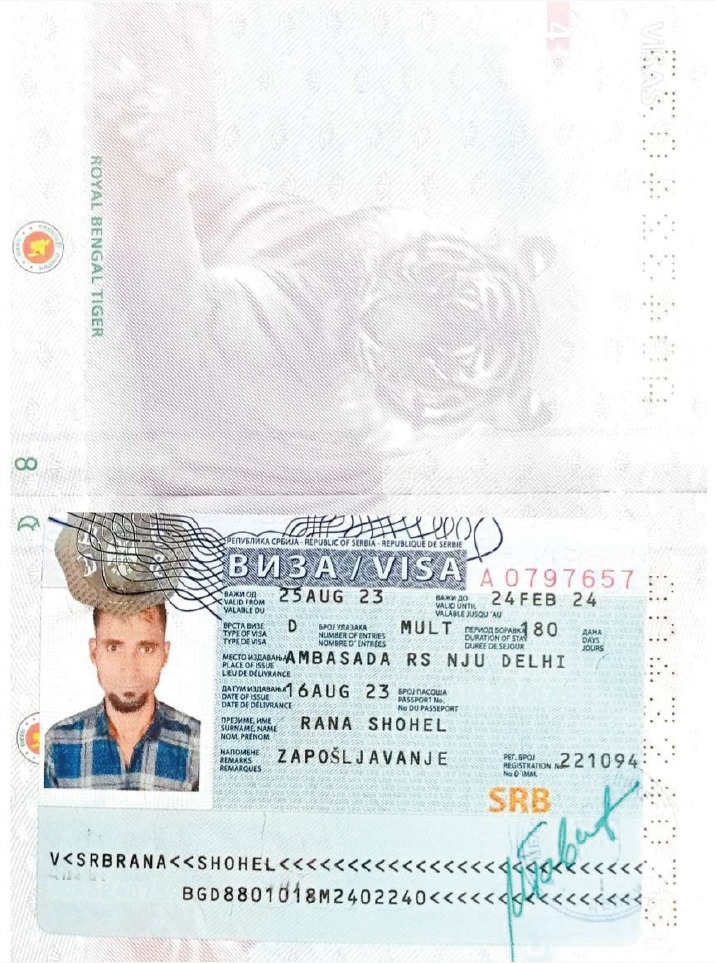 VISAS
ROYAL BENGAL TIGER
8
РЕПУБЛИКА СРБИЈА - REPUBLIC OF SERBIA - REPUBLIQUE DE SERBIE
ВИЗА / VISA
A 0797657
ВАЖИ ОД
VALID FROM
VALABLE DU
25AUG 23
ВАЖИ ДО
VALID UNTIL
VALABLE JUSQU'AU
24FEB 24
ВРСТА ВИЗЕ
TYPE OF VISA
TYPE DE VISA
D
БРОЈ УЛАЗАКА
NUMBER OF ENTRIES
NOMBRE D'ENTRÉES
MULT
ПЕРИОД БОРАВКА
DURATION OF STAY
DURÉE DE SEJOUR
180
ДАНА
DAYS
JOURS
МЕСТО ИЗДАВАЊА
PLACE OF ISSUE
LIEU DE DÉLIVRANCE
AMBASADA RS NJU DELHI
ДАТУМ ИЗДАВАЊА
DATE OF ISSUE
DATE DE DÉLIVRANCE
16AUG 23
БРОЈ ПАСОША
PASSPORT No.
No DU PASSEPORT
ПРЕЗИМЕ, ИМЕ
SURNAME, NAME
NOM, PRÉNOM
RANA SHOHEL
НАПОМЕНЕ
REMARKS
REMARQUES
ZAPOŠLJAVANJE
РЕГ. БРОЈ
REGISTRATION No
No D'IMM.
221094
SRB
V<SRBRANA<<SHOHEL<<<<<<<<<<<<<<<<<<<
BGD8801018M2402240<<<<<<<<